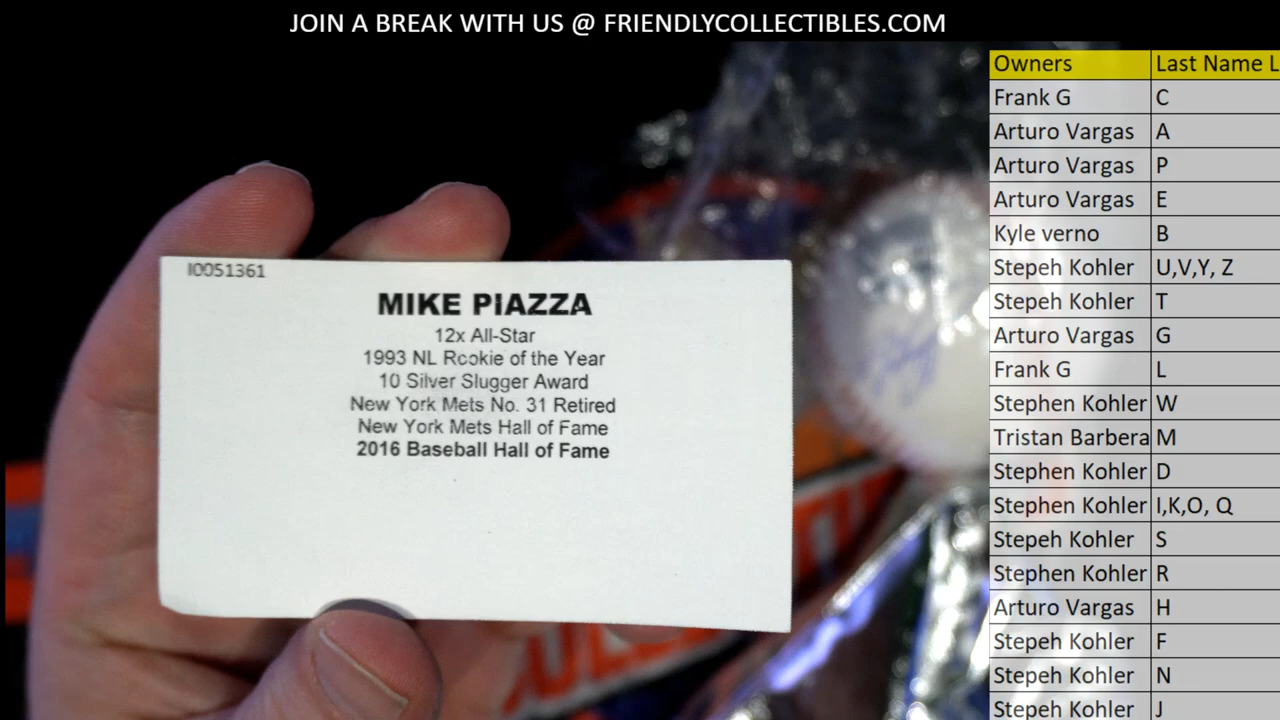 JOIN A BREAK WITH US @ FRIENDLYCOLLECTIBLES.COM
I0051361
MIKE PIAZZA
12x All-Star
1993 NL Rookie of the Year
10 Silver Slugger Award
New York Mets No. 31 Retired
New York Mets Hall of Fame
2016 Baseball Hall of Fame
Owners Last Name L
Frank G C
Arturo Vargas A
Arturo Vargas P
Arturo Vargas E
Kyle verno B
Stepeh Kohler U,V,Y, Z
Stepeh Kohler T
Arturo Vargas G
Frank G L
Stephen Kohler W
Tristan Barbera M
Stephen Kohler D
Stephen Kohler I,K,O, Q
Stepeh Kohler S
Stephen Kohler R
Arturo Vargas H
Stepeh Kohler F
Stepeh Kohler N
Stepeh Kohler J